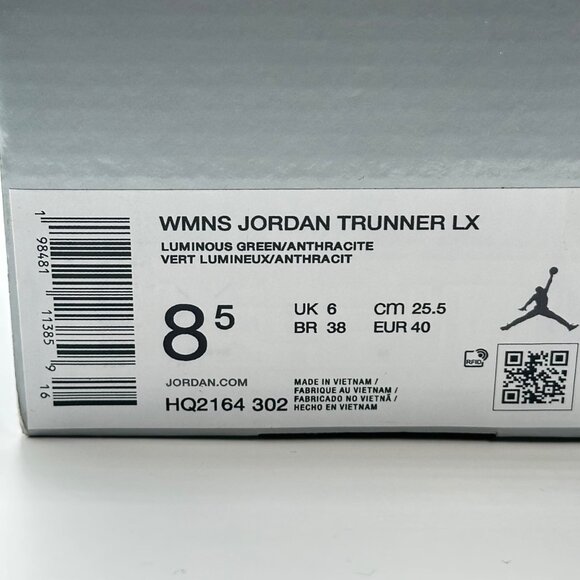 WMNS JORDAN TRUNNER LX
LUMINOUS GREEN/ANTHRACITE
VERT LUMINEUX/ANTHRACIT
8 5
UK 6 cm 25.5
BR 38 EUR 40
JORDAN.COM
HQ2164 302
MADE IN VIETNAM /
FABRIQUE AU VIETNAM /
FABRICADO NO VIETNÃ /
HECHO EN VIETNAM
RFID
1 98481 11385 9 16